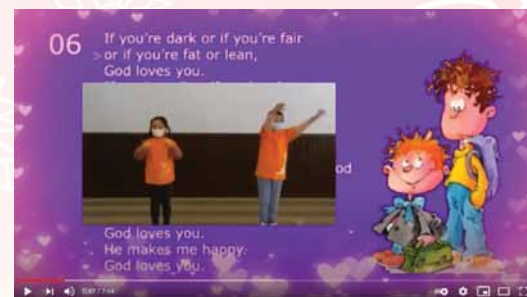 06
If you're dark or if you're fair
or if you're fat or lean,
God loves you.
od
God loves you.
He makes me happy.
God loves you.